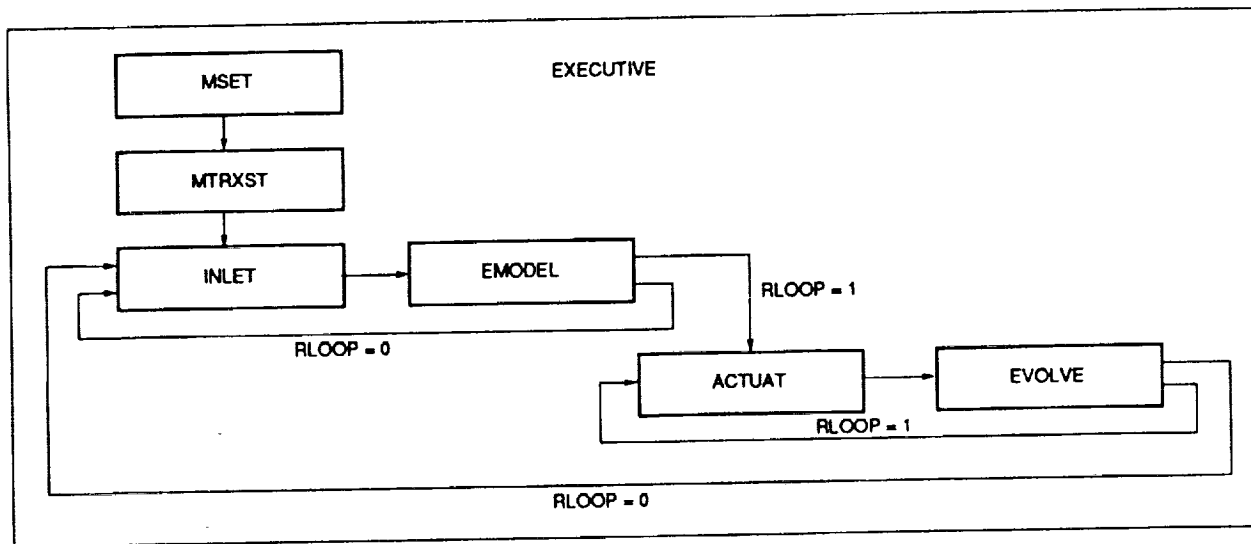 EXECUTIVE
MSET
MTRXST
INLET
EMODEL
RLOOP = 1
RLOOP = 0
ACTUAT
EVOLVE
RLOOP = 1
RLOOP = 0